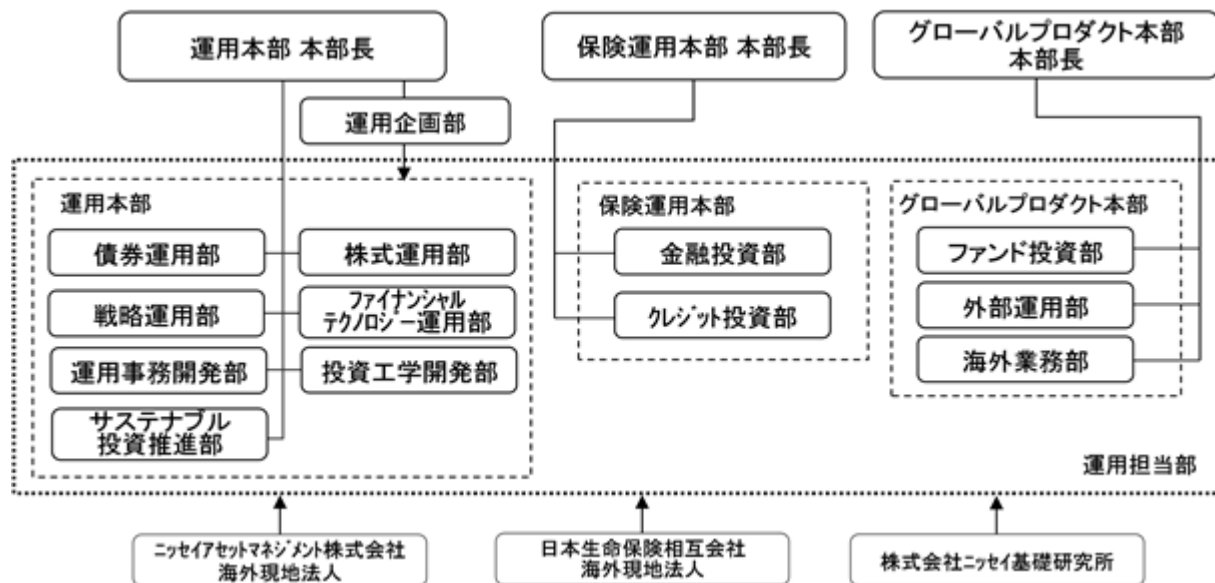 運用本部 本部長
保険運用本部 本部長
グローバルプロダクト本部
本部長
運用企画部
運用本部
債券運用部
株式運用部
戦略運用部
ファイナンシャル
テクノロジー運用部
運用事務開発部
投資工学開発部
サステナブル
投資推進部
保険運用本部
金融投資部
クレジット投資部
グローバルプロダクト本部
ファンド投資部
外部運用部
海外業務部
運用担当部
ニッセイアセットマネジメント株式会社
海外現地法人
日本生命保険相互会社
海外現地法人
株式会社ニッセイ基礎研究所